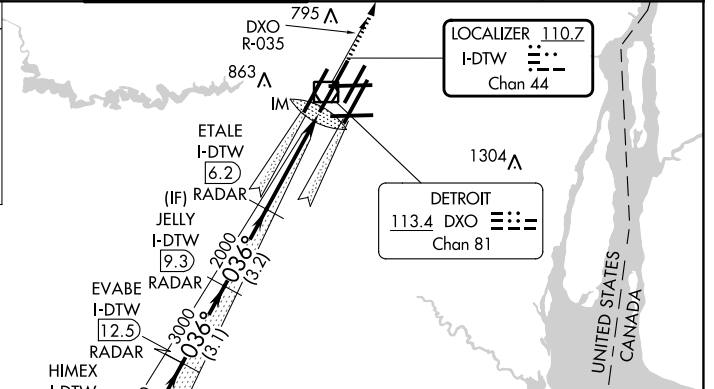 795
DXO
R-035
LOCALIZER 110.7
I-DTW
Chan 44
863
IM
ETALE
I-DTW
6.2
RADAR
1304
DETROIT
113.4 DXO
Chan 81
(IF)
JELLY
I-DTW
9.3
RADAR
2000
036°
(3.2)
EVABE
I-DTW
12.5
RADAR
3000
036°
(3.1)
HIMEX
I-DTW
UNITED STATES
CANADA